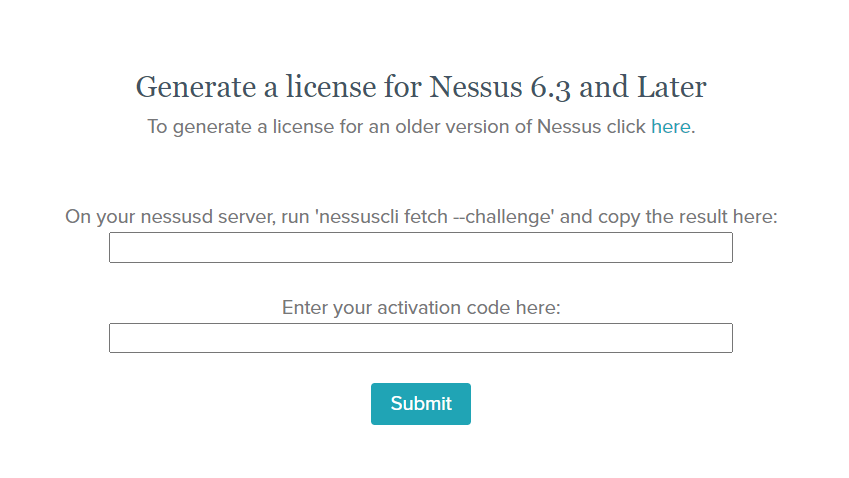 Generate a license for Nessus 6.3 and Later
To generate a license for an older version of Nessus click here.
On your nessusd server, run 'nessuscli fetch --challenge' and copy the result here:
Enter your activation code here:
Submit